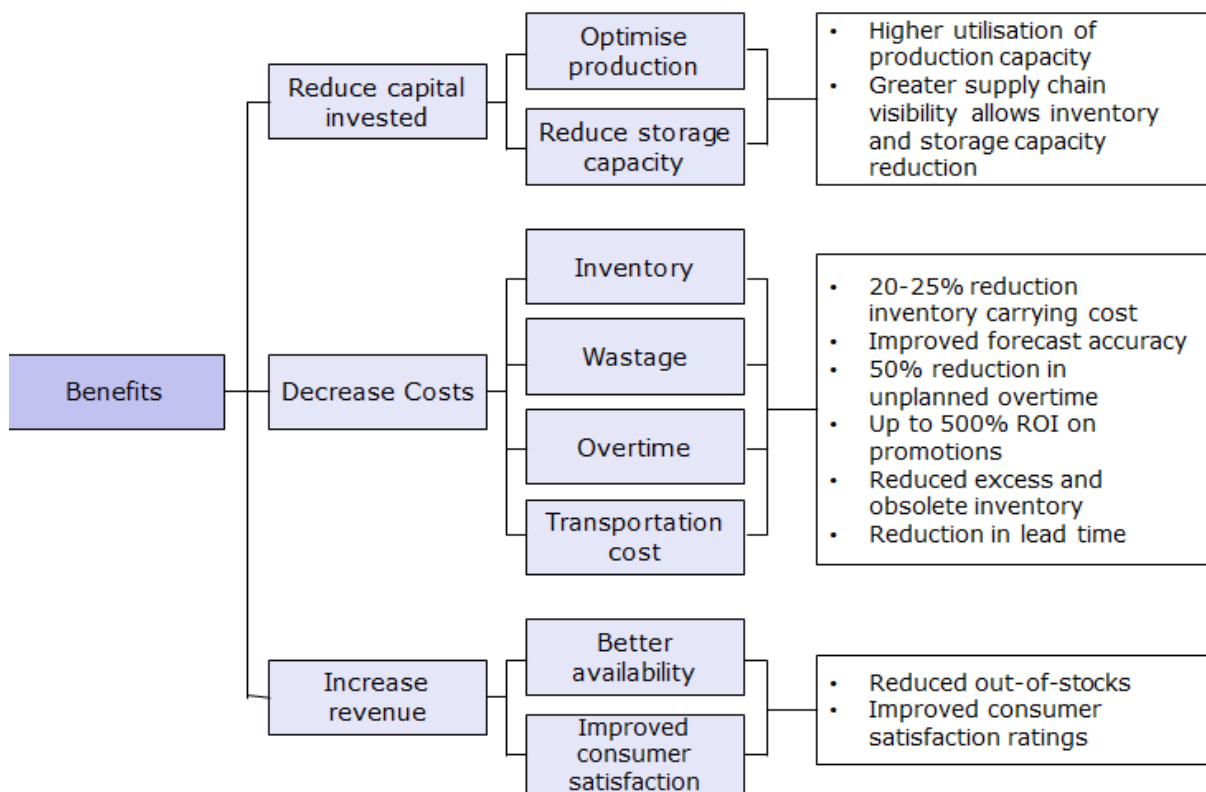 Benefits
Reduce capital
invested
Optimise
production
Reduce storage
capacity
• Higher utilisation of
production capacity
• Greater supply chain
visibility allows inventory
and storage capacity
reduction
Decrease Costs
Inventory
Wastage
Overtime
Transportation
cost
• 20-25% reduction
inventory carrying cost
• Improved forecast accuracy
• 50% reduction in
unplanned overtime
• Up to 500% ROI on
promotions
• Reduced excess and
obsolete inventory
• Reduction in lead time
Increase
revenue
Better
availability
Improved
consumer
satisfaction
• Reduced out-of-stocks
• Improved consumer
satisfaction ratings